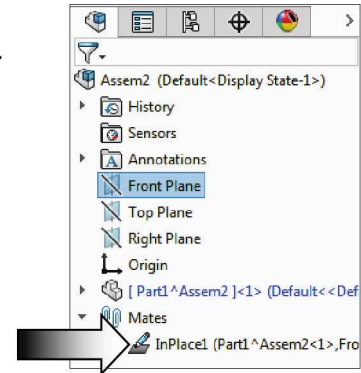 Assem2 (Default<Display State-1>)
History
Sensors
A Annotations
Front Plane
Top Plane
Right Plane
Origin
[ Part1^Assem2 ]<1> (Default<<Def
Mates
InPlace1 (Part1^Assem2<1>,Fro